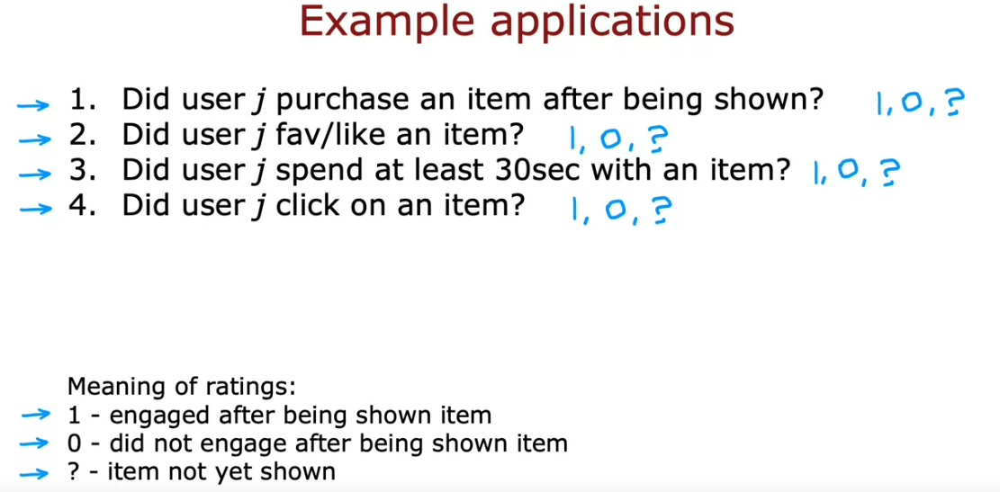 Example applications
→ 1. Did user j purchase an item after being shown? 1, 0, ?
→ 2. Did user j fav/like an item? 1, 0, ?
→ 3. Did user j spend at least 30sec with an item? 1, 0, ?
→ 4. Did user j click on an item? 1, 0, ?
Meaning of ratings:
→ 1 - engaged after being shown item
→ 0 - did not engage after being shown item
→ ? - item not yet shown